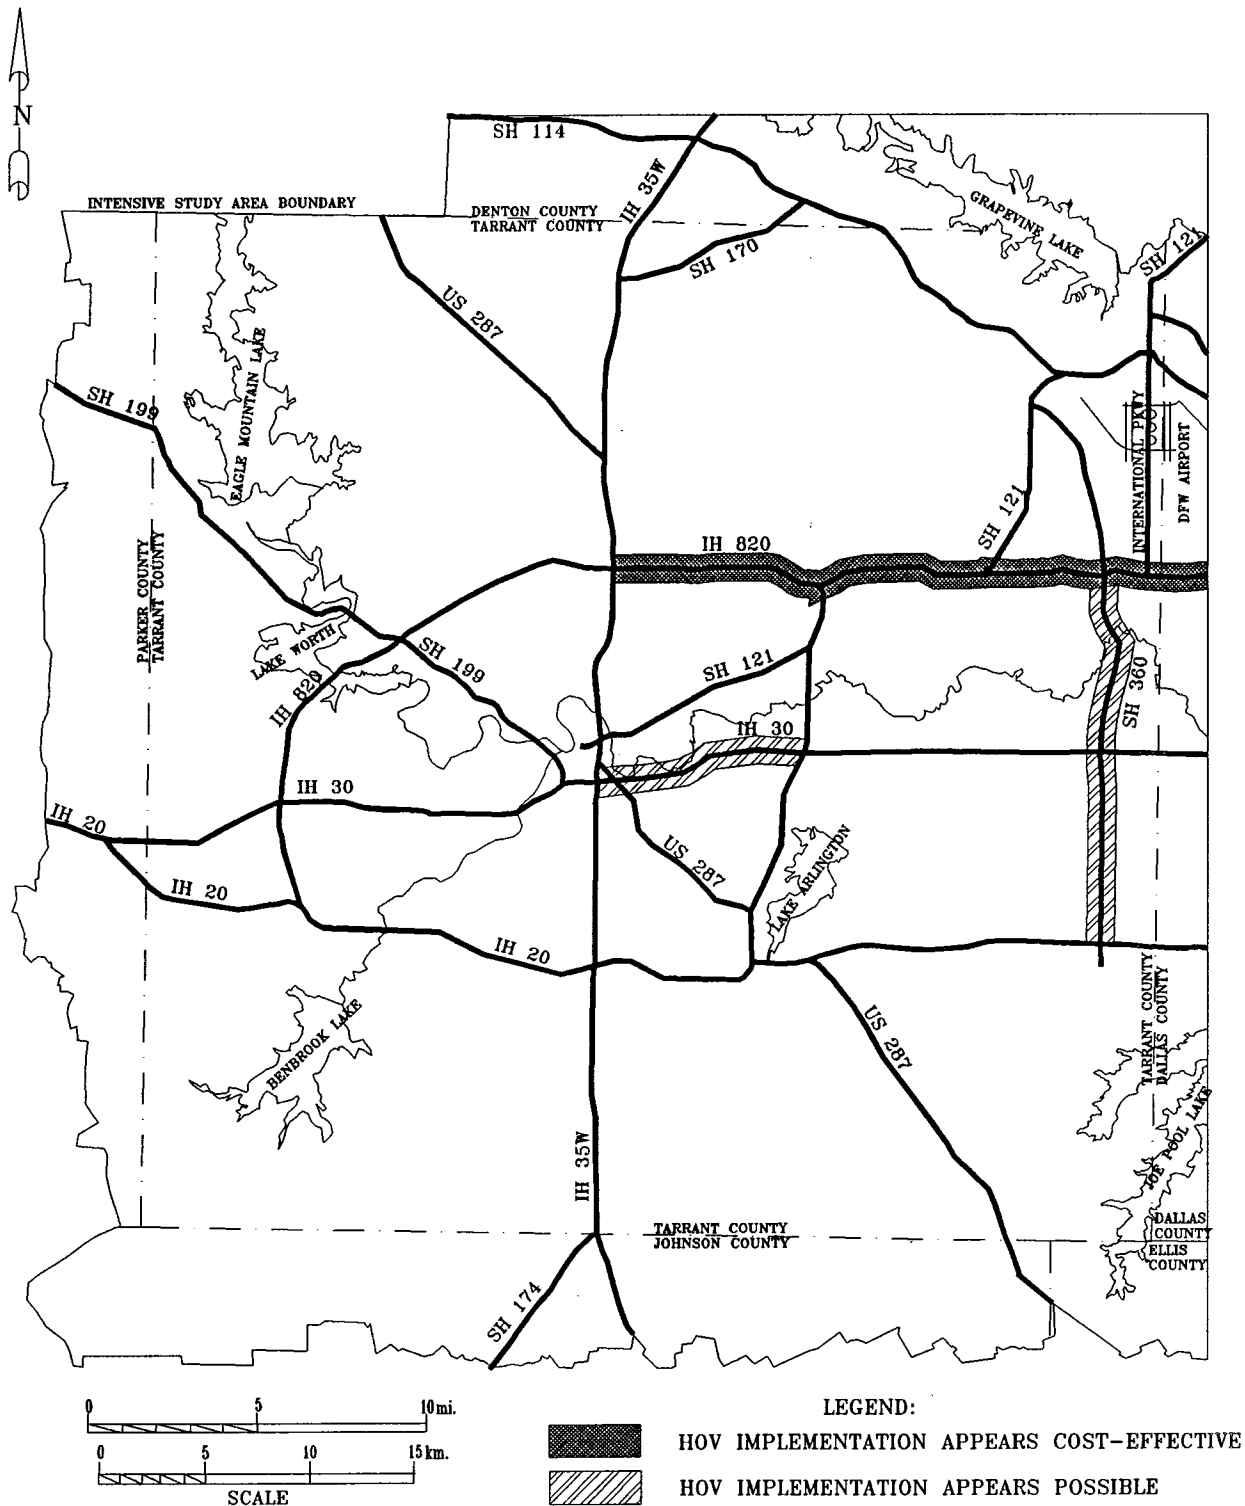 N
SH 114
IH 35W
INTENSIVE STUDY AREA BOUNDARY
DENTON COUNTY
TARRANT COUNTY
GRAPEVINE LAKE
SH 121
SH 170
US 287
EAGLE MOUNTAIN LAKE
SH 199
INTERNATIONAL PKWY
DFW AIRPORT
SH 121
IH 820
PARKER COUNTY
TARRANT COUNTY
LAKE WORTH
SH 199
IH 820
SH 121
SH 360
IH 30
IH 30
IH 20
US 287
LAKE ARLINGTON
IH 20
IH 20
TARRANT COUNTY
DALLAS COUNTY
US 287
BENBROOK LAKE
JOE POOL LAKE
IH 35W
TARRANT COUNTY
JOHNSON COUNTY
DALLAS
COUNTY
ELLIS
COUNTY
SH 174
0 5 10 mi.
0 5 10 15 km.
SCALE
LEGEND:
HOV IMPLEMENTATION APPEARS COST-EFFECTIVE
HOV IMPLEMENTATION APPEARS POSSIBLE